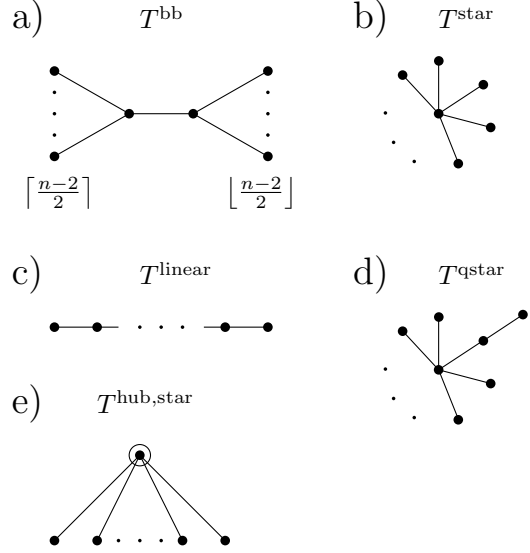 a) T^bb
b) T^star
⌈(n−2)/2⌉ ⌊(n−2)/2⌋
c) T^linear
d) T^qstar
e) T^hub,star